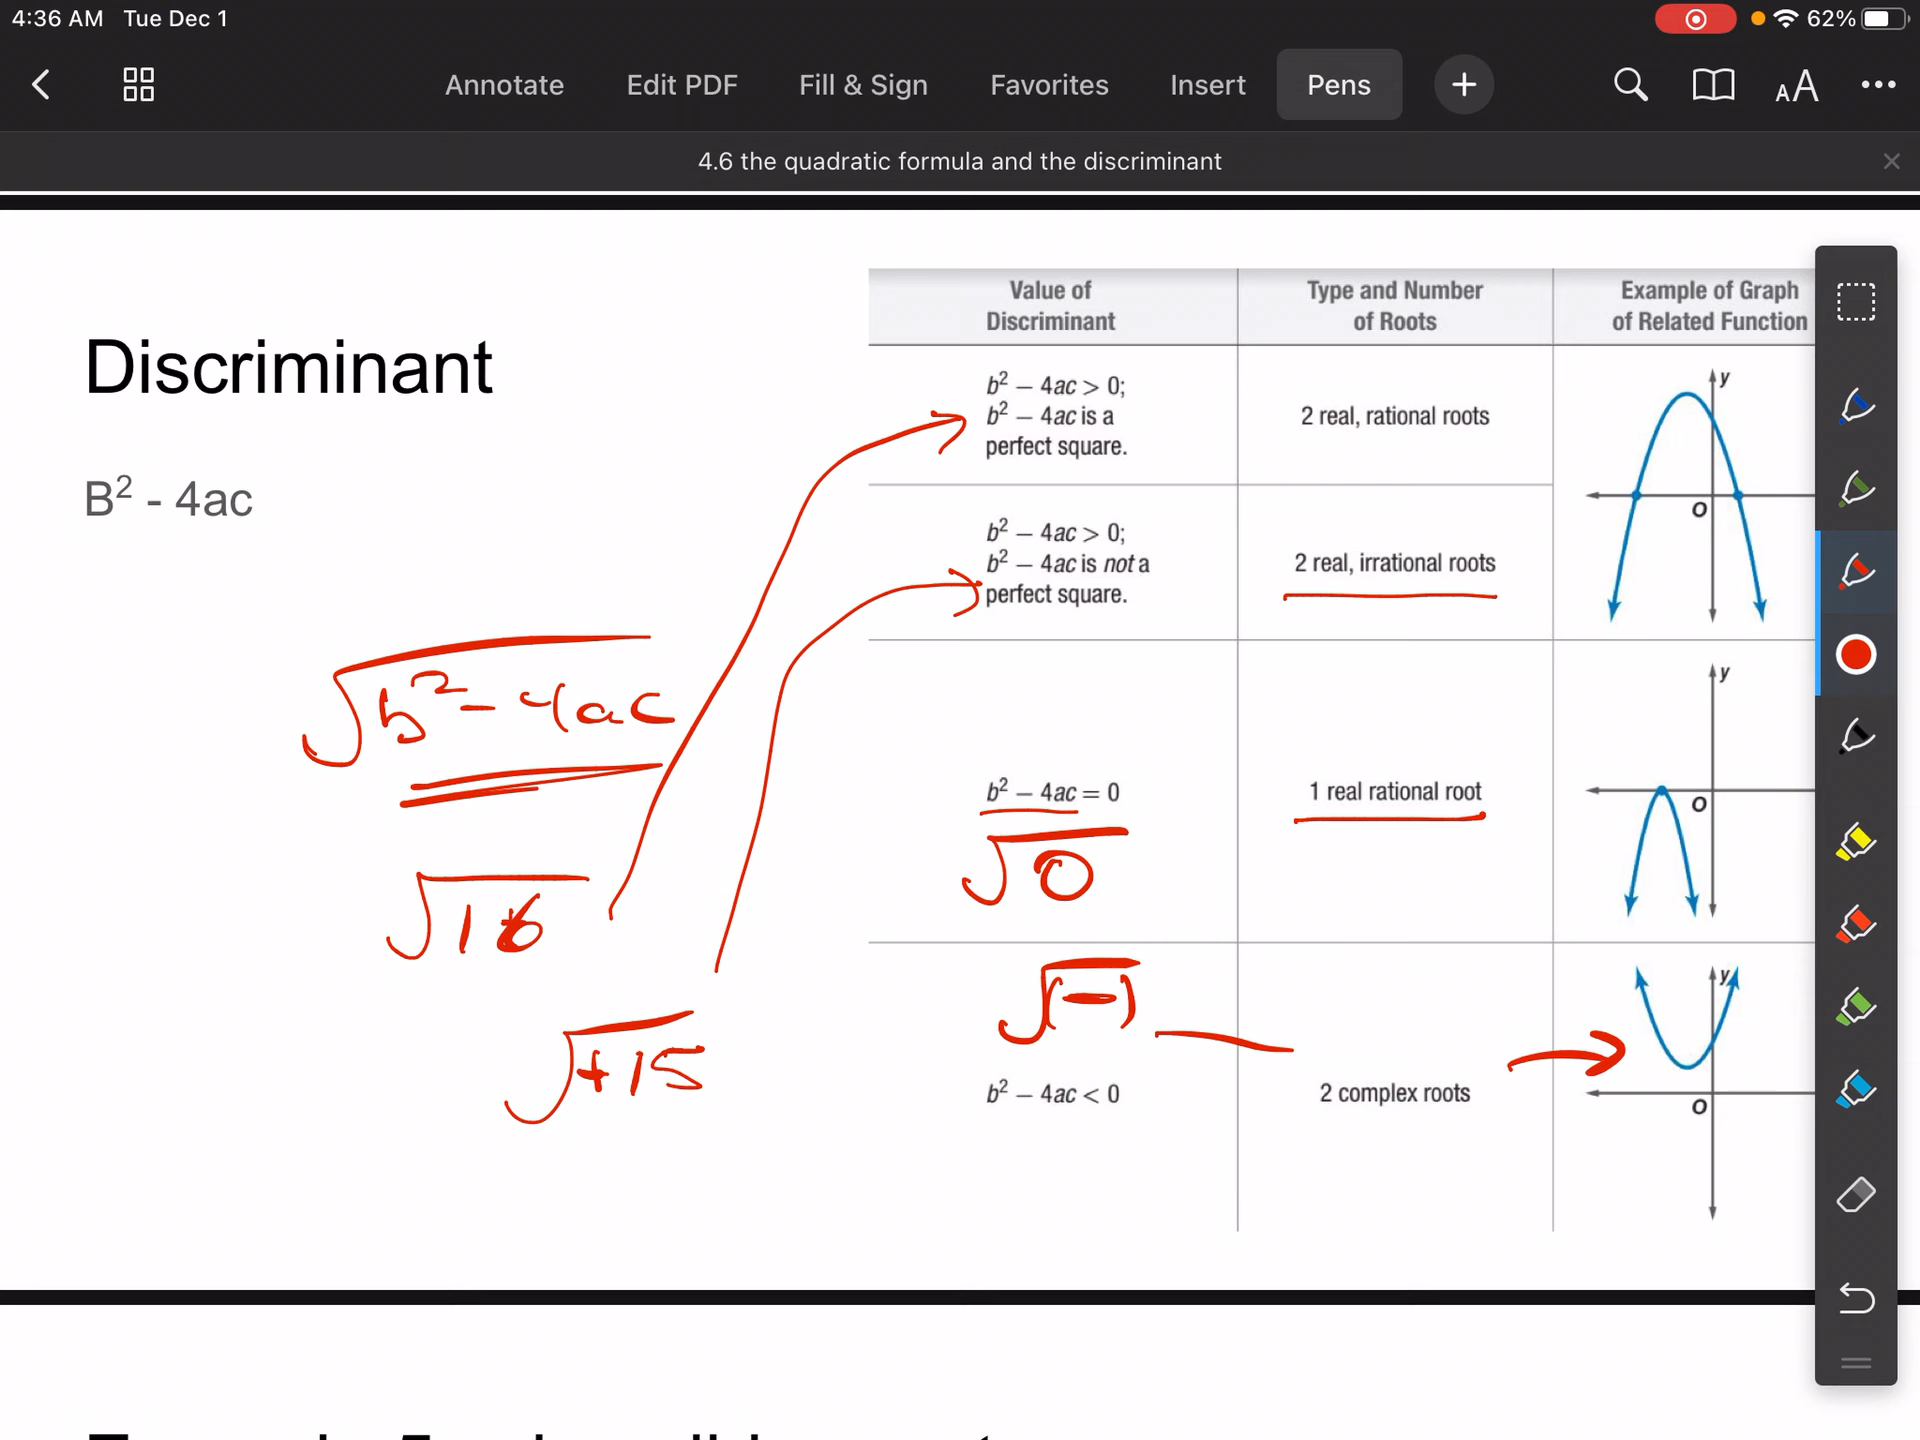 4:36 AM Tue Dec 1 62%
Annotate Edit PDF Fill & Sign Favorites Insert Pens + AA
4.6 the quadratic formula and the discriminant
Discriminant
B² - 4ac
√b² - 4ac
√16
√+15
Value of
Discriminant
Type and Number
of Roots
Example of Graph
of Related Function
b² – 4ac > 0;
b² – 4ac is a
perfect square.
2 real, rational roots
y
O
b² – 4ac > 0;
b² – 4ac is not a
perfect square.
2 real, irrational roots
b² – 4ac = 0
√0
1 real rational root
y
O
√(-)
b² – 4ac < 0
2 complex roots
y
O